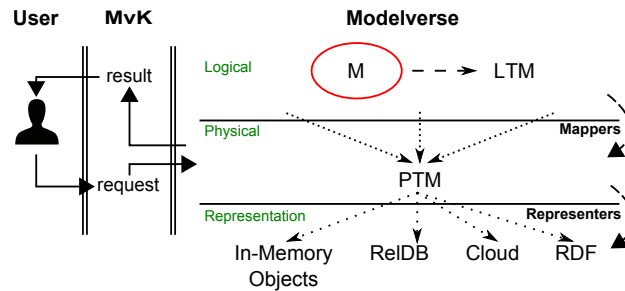 User MvK Modelverse
Logical
M
LTM
result
Physical
Mappers
PTM
request
Representation
Representers
In-Memory
Objects
RelDB
Cloud
RDF